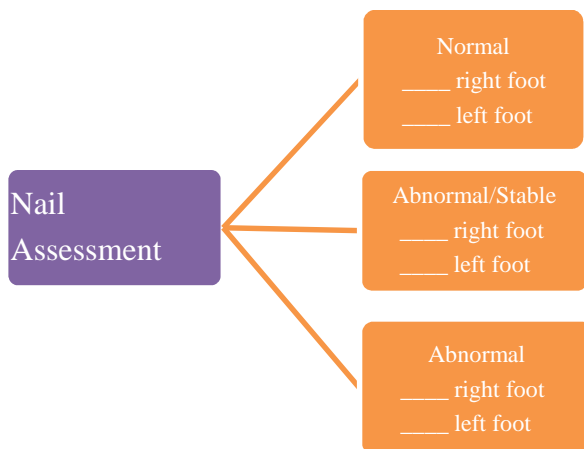 Nail
Assessment
Normal
____ right foot
____ left foot
Abnormal/Stable
____ right foot
____ left foot
Abnormal
____ right foot
____ left foot